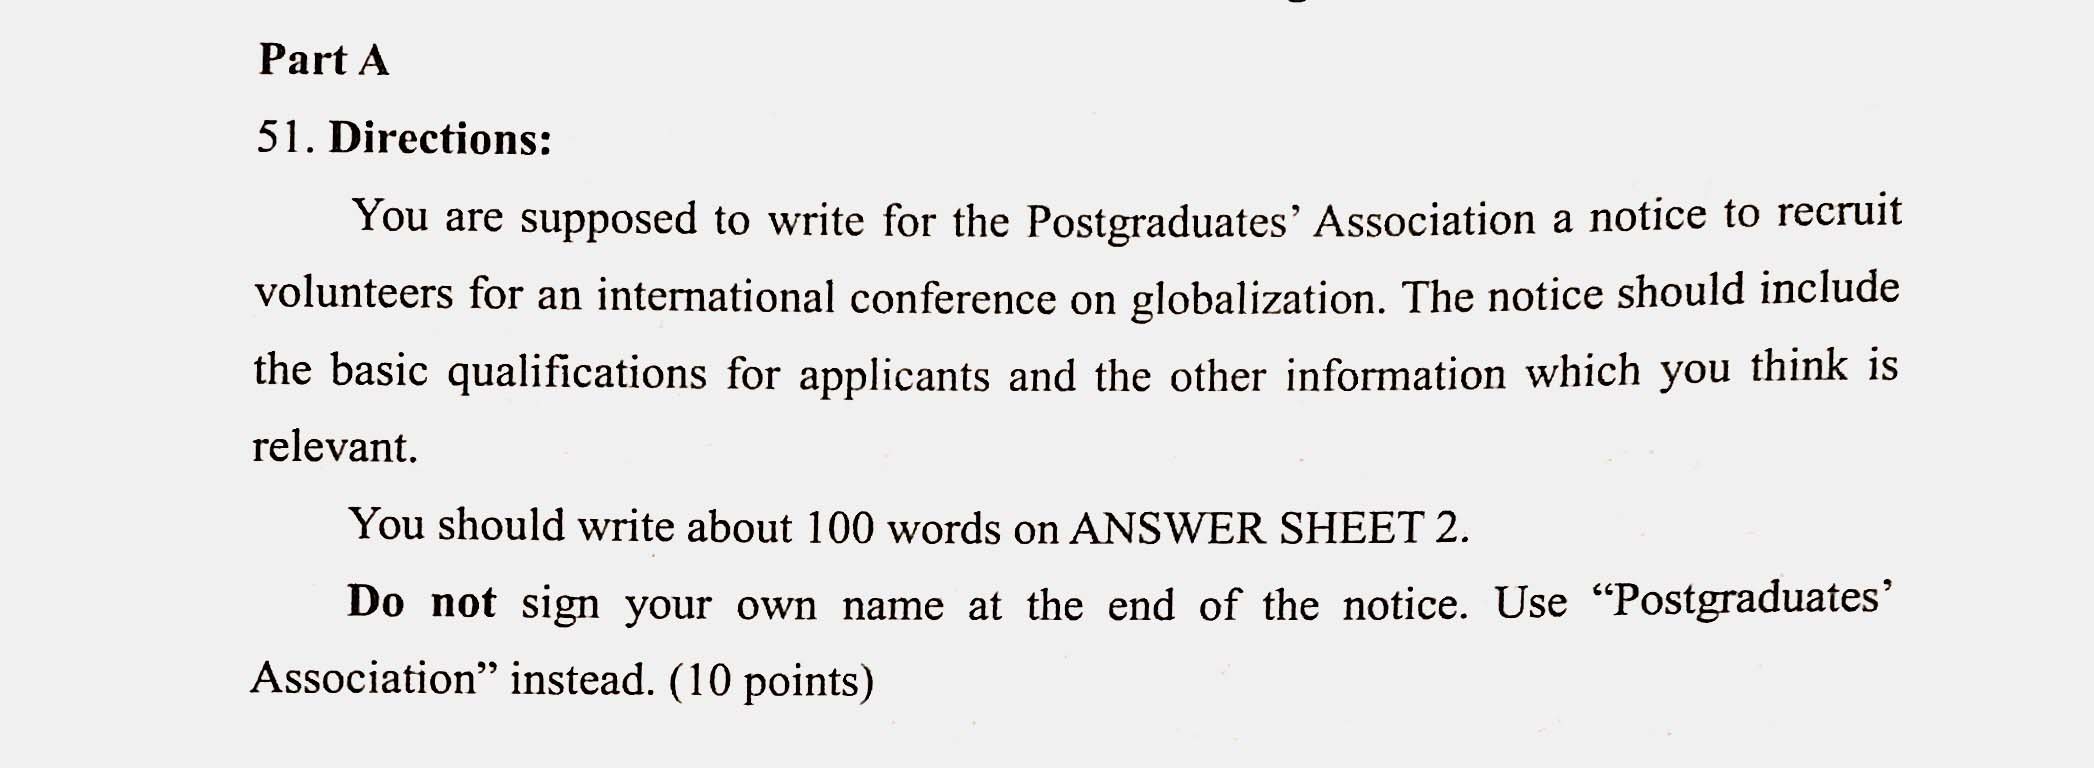 Part A
51. Directions:
You are supposed to write for the Postgraduates’ Association a notice to recruit
volunteers for an international conference on globalization. The notice should include
the basic qualifications for applicants and the other information which you think is
relevant.
You should write about 100 words on ANSWER SHEET 2.
Do not sign your own name at the end of the notice. Use “Postgraduates’
Association” instead. (10 points)